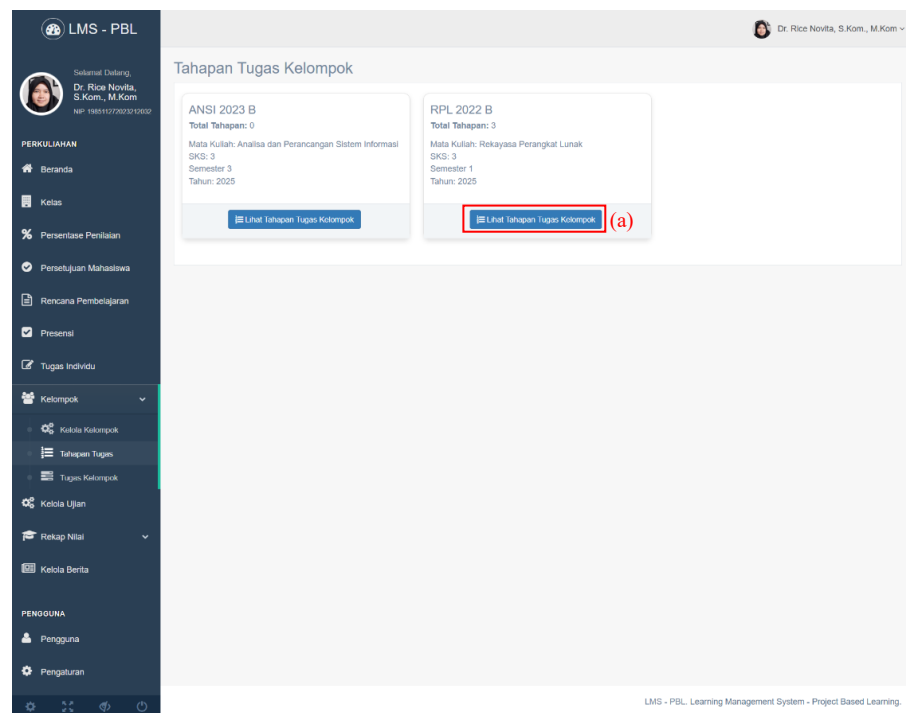 LMS - PBL
Dr. Rice Novita, S.Kom., M.Kom
Selamat Datang,
Dr. Rice Novita,
S.Kom., M.Kom
NIP 198511272023212032
PERKULIAHAN
Beranda
Kelas
Persentase Penilaian
Persetujuan Mahasiswa
Rencana Pembelajaran
Presensi
Tugas Individu
Kelompok
Kelola Kelompok
Tahapan Tugas
Tugas Kelompok
Kelola Ujian
Rekap Nilai
Kelola Berita
PENGGUNA
Pengguna
Pengaturan
Tahapan Tugas Kelompok
ANSI 2023 B
Total Tahapan: 0
Mata Kuliah: Analisa dan Perancangan Sistem Informasi
SKS: 3
Semester 3
Tahun: 2025
Lihat Tahapan Tugas Kelompok
RPL 2022 B
Total Tahapan: 3
Mata Kuliah: Rekayasa Perangkat Lunak
SKS: 3
Semester 1
Tahun: 2025
Lihat Tahapan Tugas Kelompok
(a)
LMS - PBL. Learning Management System - Project Based Learning.